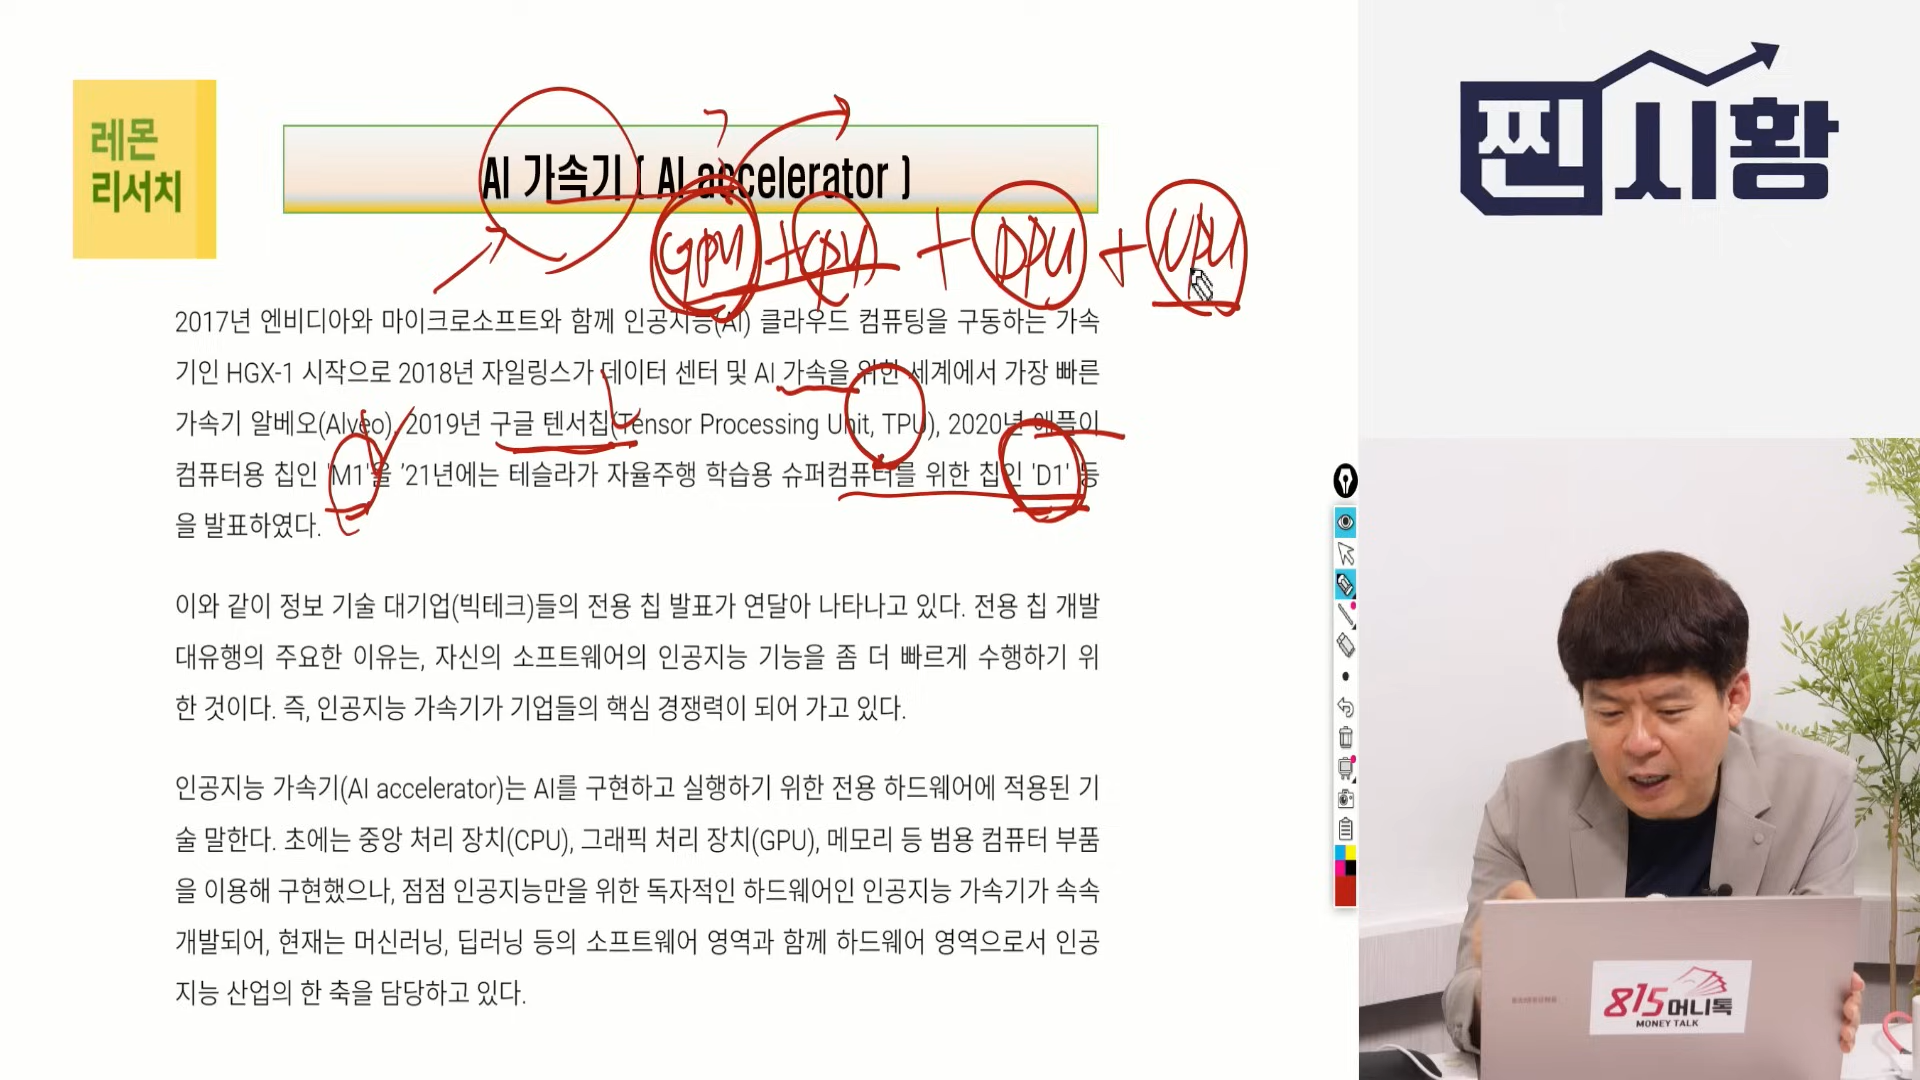 레몬
리서치
AI 가속기 ( AI accelerator )
GPU + CPU + DPU + NPU
2017년 엔비디아와 마이크로소프트와 함께 인공지능(AI) 클라우드 컴퓨팅을 구동하는 가속
기인 HGX-1 시작으로 2018년 자일링스가 데이터 센터 및 AI 가속을 위한 세계에서 가장 빠른
가속기 알베오(Alveo), 2019년 구글 텐서칩(Tensor Processing Unit, TPU), 2020년 애플이
컴퓨터용 칩인 'M1'을 '21년에는 테슬라가 자율주행 학습용 슈퍼컴퓨터를 위한 칩인 'D1' 등
을 발표하였다.
이와 같이 정보 기술 대기업(빅테크)들의 전용 칩 발표가 연달아 나타나고 있다. 전용 칩 개발
대유행의 주요한 이유는, 자신의 소프트웨어의 인공지능 기능을 좀 더 빠르게 수행하기 위
한 것이다. 즉, 인공지능 가속기가 기업들의 핵심 경쟁력이 되어 가고 있다.
인공지능 가속기(AI accelerator)는 AI를 구현하고 실행하기 위한 전용 하드웨어에 적용된 기
술 말한다. 초에는 중앙 처리 장치(CPU), 그래픽 처리 장치(GPU), 메모리 등 범용 컴퓨터 부품
을 이용해 구현했으나, 점점 인공지능만을 위한 독자적인 하드웨어인 인공지능 가속기가 속속
개발되어, 현재는 머신러닝, 딥러닝 등의 소프트웨어 영역과 함께 하드웨어 영역으로서 인공
지능 산업의 한 축을 담당하고 있다.
찐시황
SAMSUNG
815머니톡
MONEY TALK